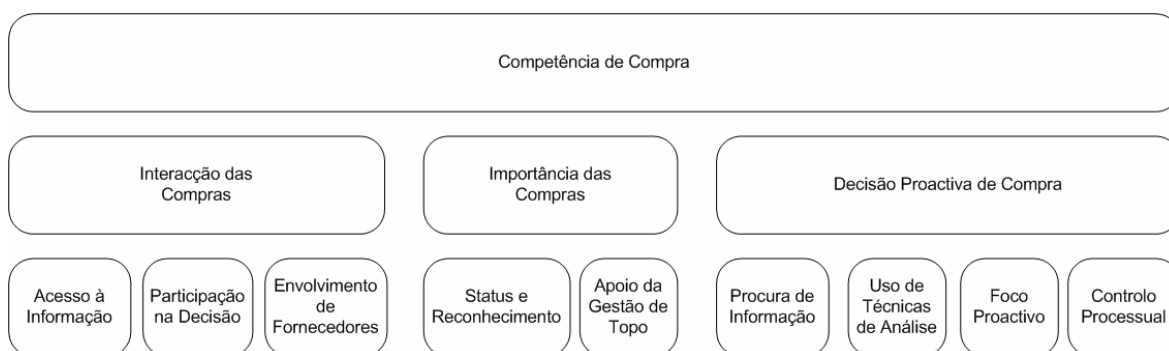 Competência de Compra
Interacção das
Compras
Importância das
Compras
Decisão Proactiva de Compra
Acesso à
Informação
Participação
na Decisão
Envolvimento
de
Fornecedores
Status e
Reconhecimento
Apoio da
Gestão de
Topo
Procura de
Informação
Uso de
Técnicas
de Análise
Foco
Proactivo
Controlo
Processual